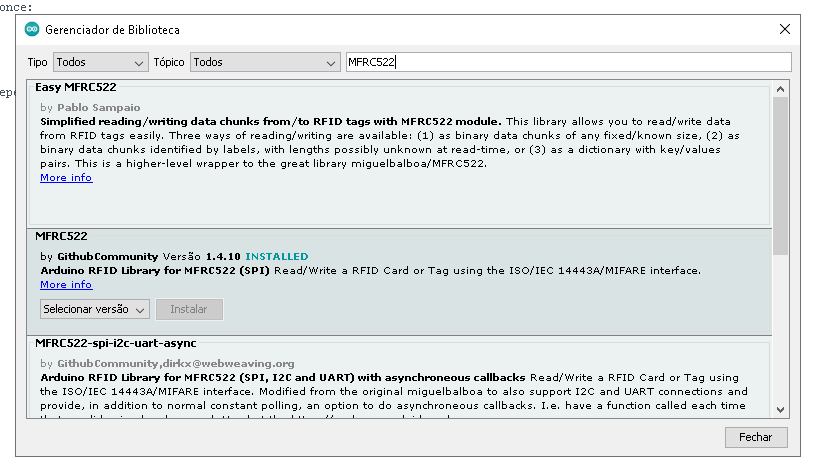 once:
Gerenciador de Biblioteca
Tipo Todos Tópico Todos MFRC522
Easy MFRC522
by Pablo Sampaio
Simplified reading/writing data chunks from/to RFID tags with MFRC522 module. This library allows you to read/write data
from RFID tags easily. Three ways of reading/writing are available: (1) as binary data chunks of any fixed/known size, (2) as
binary data chunks identified by labels, with lengths possibly unknown at read-time, or (3) as a dictionary with key/values
pairs. This is a higher-level wrapper to the great library miguelbalboa/MFRC522.
More info
MFRC522
by GithubCommunity Versão 1.4.10 INSTALLED
Arduino RFID Library for MFRC522 (SPI) Read/Write a RFID Card or Tag using the ISO/IEC 14443A/MIFARE interface.
More info
Selecionar versão Instalar
MFRC522-spi-i2c-uart-async
by GithubCommunity,dirkx@webweaving.org
Arduino RFID Library for MFRC522 (SPI, I2C and UART) with asynchroneous callbacks Read/Write a RFID Card or Tag using
the ISO/IEC 14443A/MIFARE interface. Modified from the original miguelbalboa to also support I2C and UART connections and
provide, in addition to normal constant polling, an option to do asynchroneous callbacks. I.e. have a function called each time
Fechar